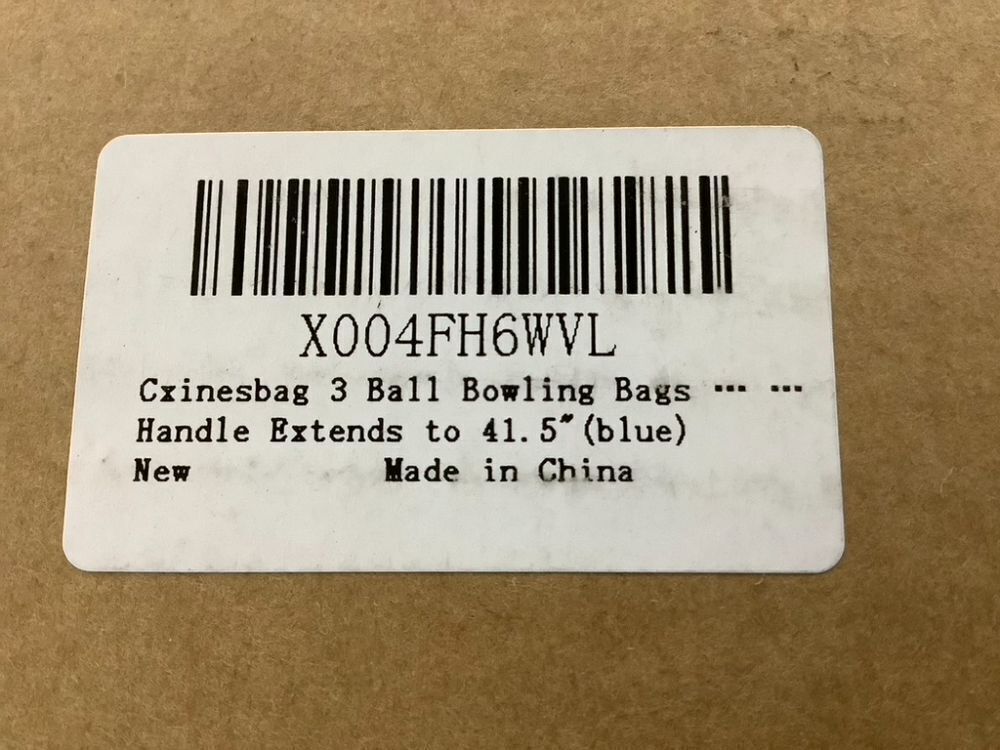 X004FH6WVL
Cxinesbag 3 Ball Bowling Bags ... ...
Handle Extends to 41.5″(blue)
New Made in China